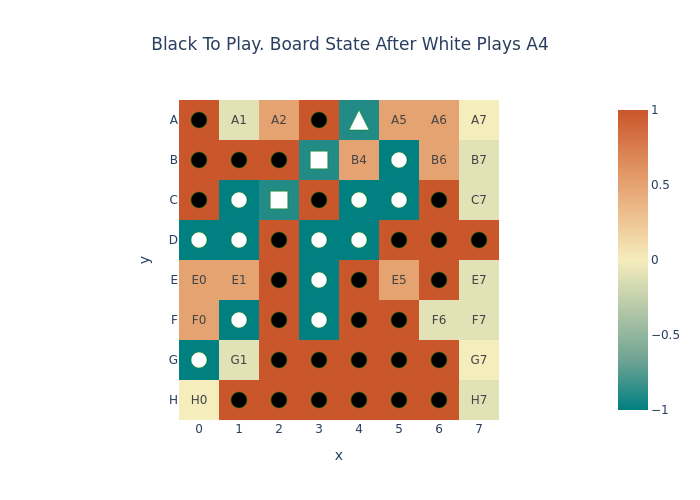 Black To Play. Board State After White Plays A4
A A1 A2 A5 A6 A7 1
B B4 B6 B7
C C7 0.5
D
y
0
E E0 E1 E5 E7
F F0 F6 F7 −0.5
G G1 G7
H H0 H7 −1
0 1 2 3 4 5 6 7
x